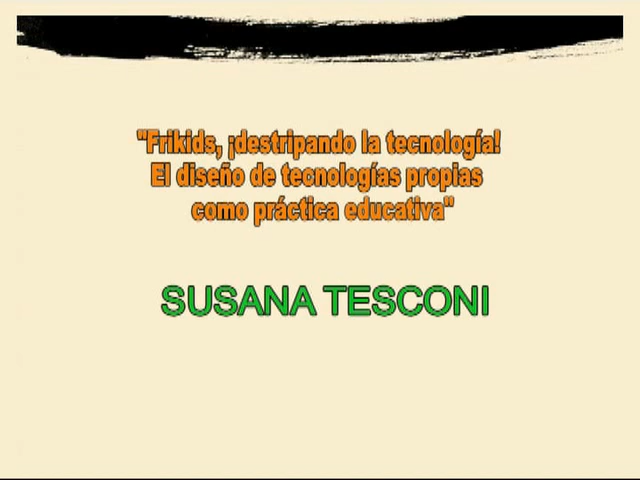 "Frikids, ¡destripando la tecnología!
El diseño de tecnologías propias
como práctica educativa"
SUSANA TESCONI